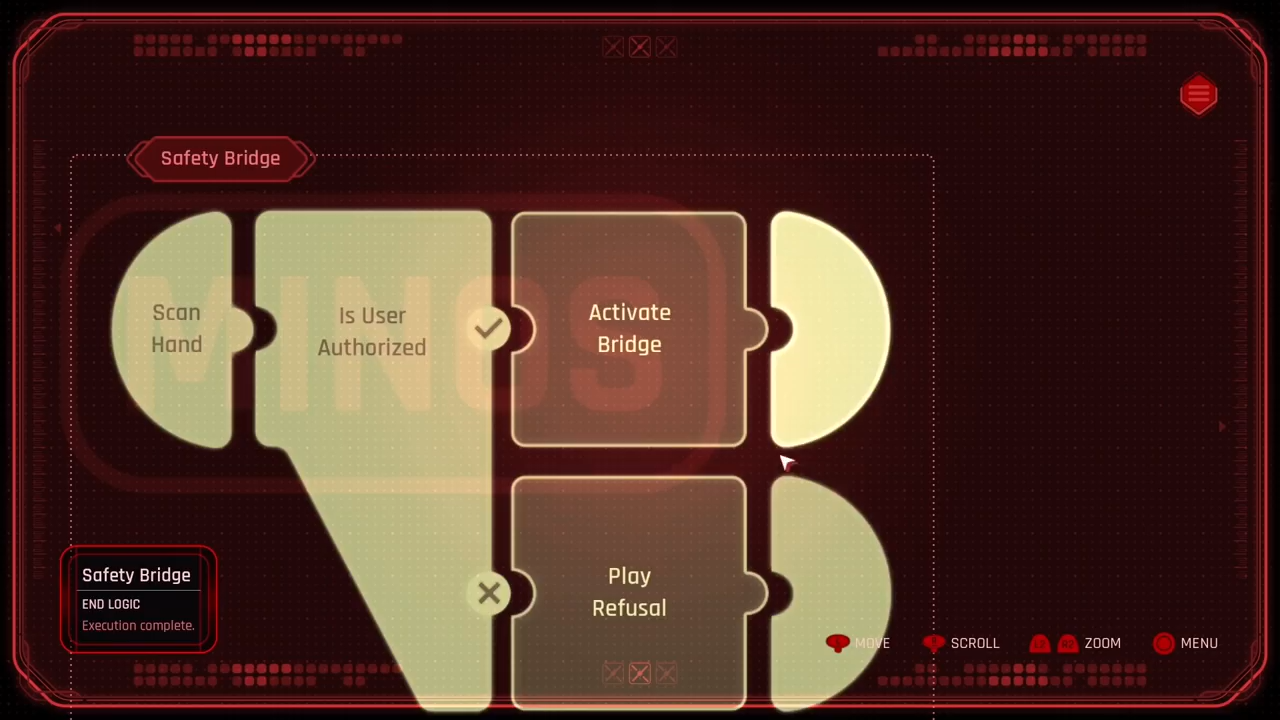 Safety Bridge
MINOS
Scan
Hand
Is User
Authorized
Activate
Bridge
Play
Refusal
Safety Bridge
END LOGIC
Execution complete.
MOVE
SCROLL
ZOOM
MENU